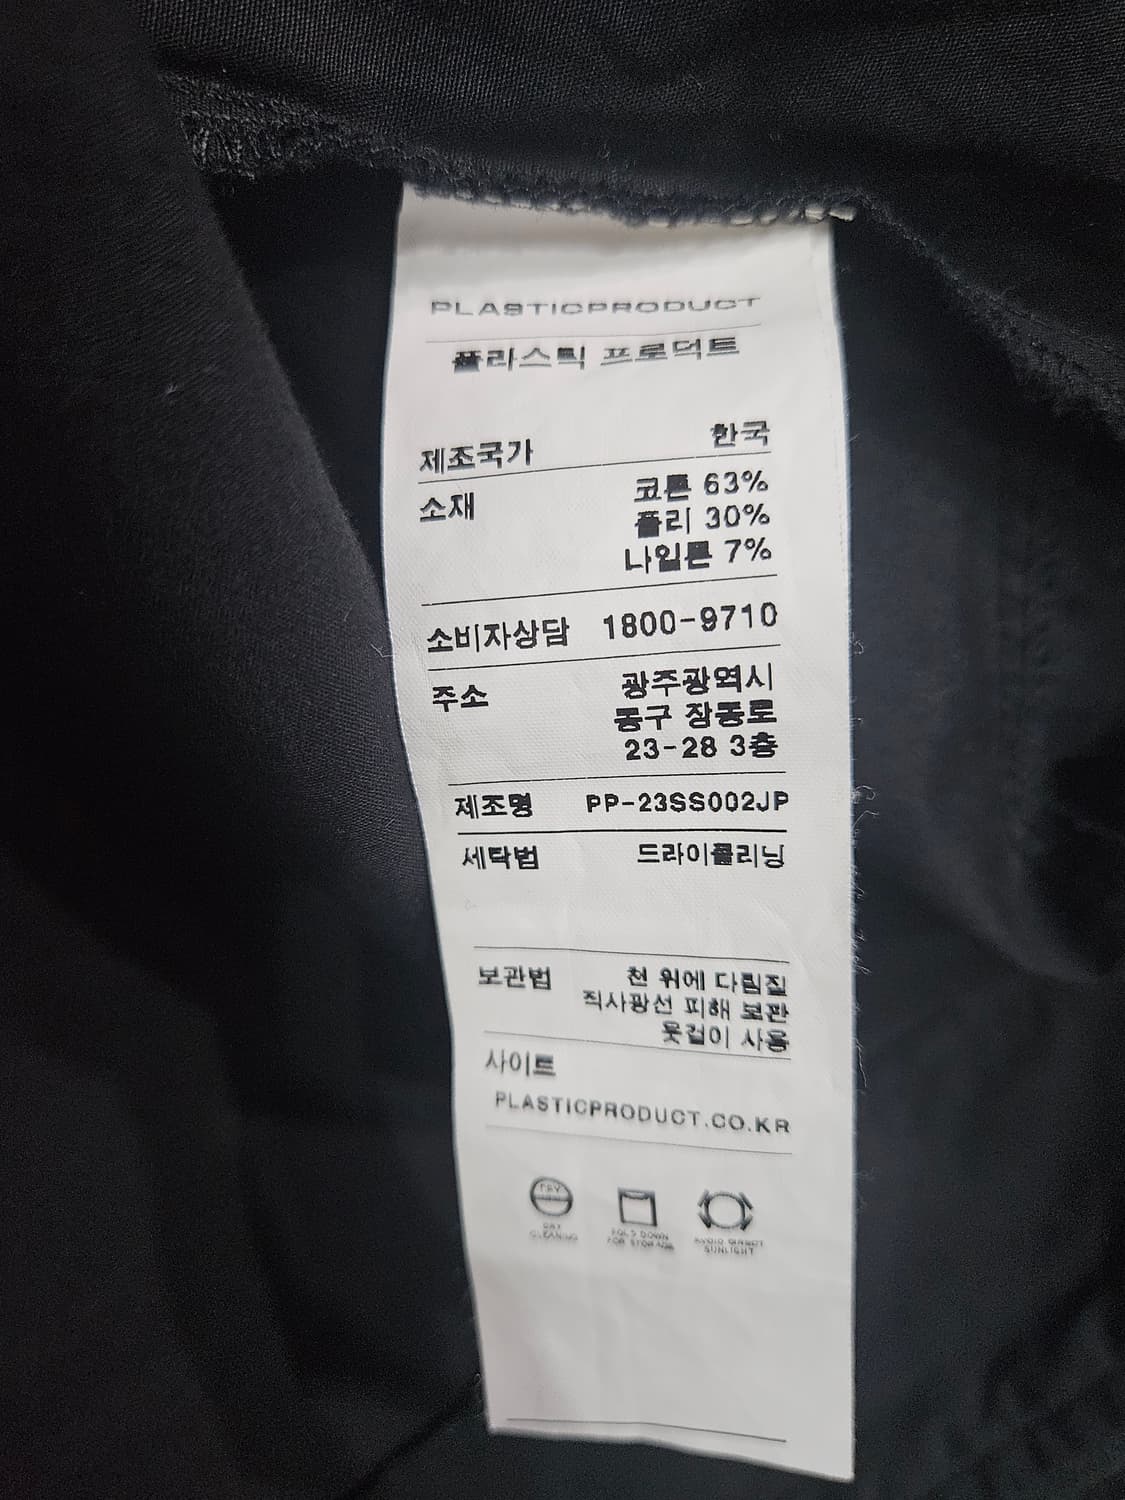 PLASTICPRODUCT
플라스틱 프로덕트
제조국가 한국
소재 코튼 63%
폴리 30%
나일론 7%
소비자상담 1800-9710
주소 광주광역시
동구 장동로
23-28 3층
제조명 PP-23SS002JP
세탁법 드라이클리닝
보관법 천 위에 다림질
직사광선 피해 보관
옷걸이 사용
사이트
PLASTICPRODUCT.CO.KR
DRY
DRY CLEANING
FOLD DOWN FOR STORAGE
AVOID DIRECT SUNLIGHT